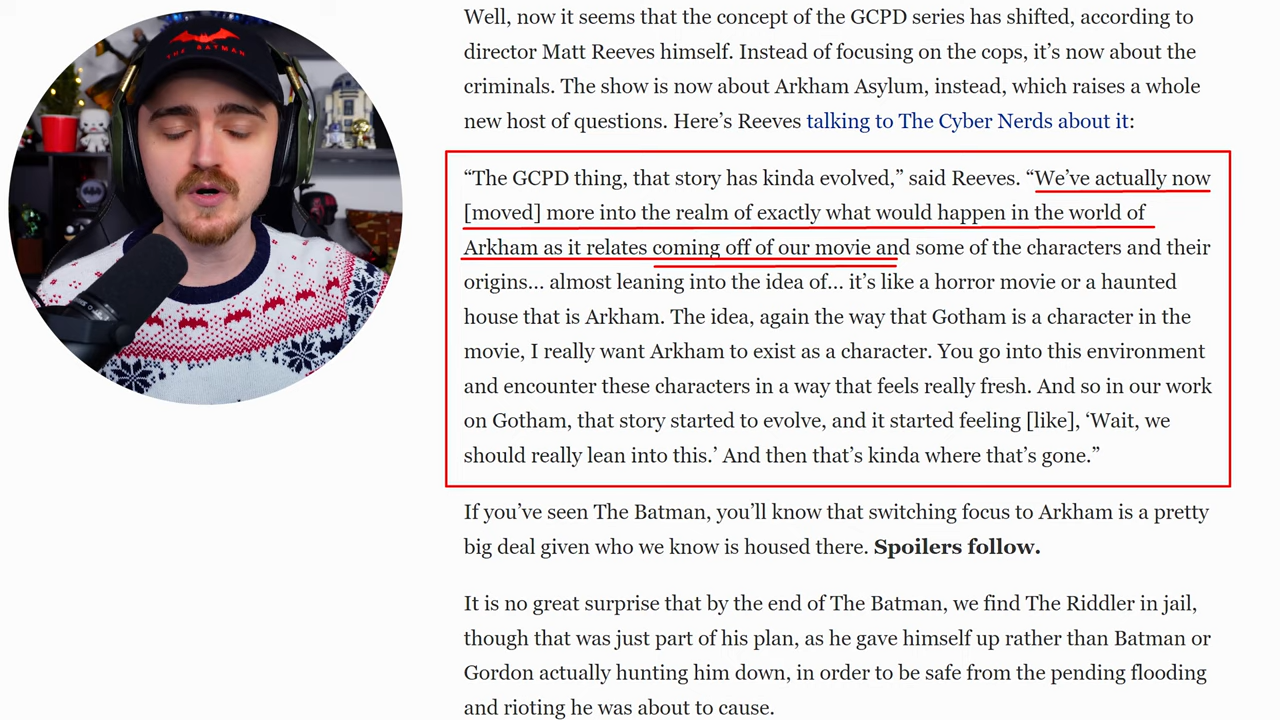 THE BATMAN
Well, now it seems that the concept of the GCPD series has shifted, according to
director Matt Reeves himself. Instead of focusing on the cops, it’s now about the
criminals. The show is now about Arkham Asylum, instead, which raises a whole
new host of questions. Here’s Reeves talking to The Cyber Nerds about it:
“The GCPD thing, that story has kinda evolved,” said Reeves. “We’ve actually now
[moved] more into the realm of exactly what would happen in the world of
Arkham as it relates coming off of our movie and some of the characters and their
origins… almost leaning into the idea of… it’s like a horror movie or a haunted
house that is Arkham. The idea, again the way that Gotham is a character in the
movie, I really want Arkham to exist as a character. You go into this environment
and encounter these characters in a way that feels really fresh. And so in our work
on Gotham, that story started to evolve, and it started feeling [like], ‘Wait, we
should really lean into this.’ And then that’s kinda where that’s gone.”
If you’ve seen The Batman, you’ll know that switching focus to Arkham is a pretty
big deal given who we know is housed there. Spoilers follow.
It is no great surprise that by the end of The Batman, we find The Riddler in jail,
though that was just part of his plan, as he gave himself up rather than Batman or
Gordon actually hunting him down, in order to be safe from the pending flooding
and rioting he was about to cause.